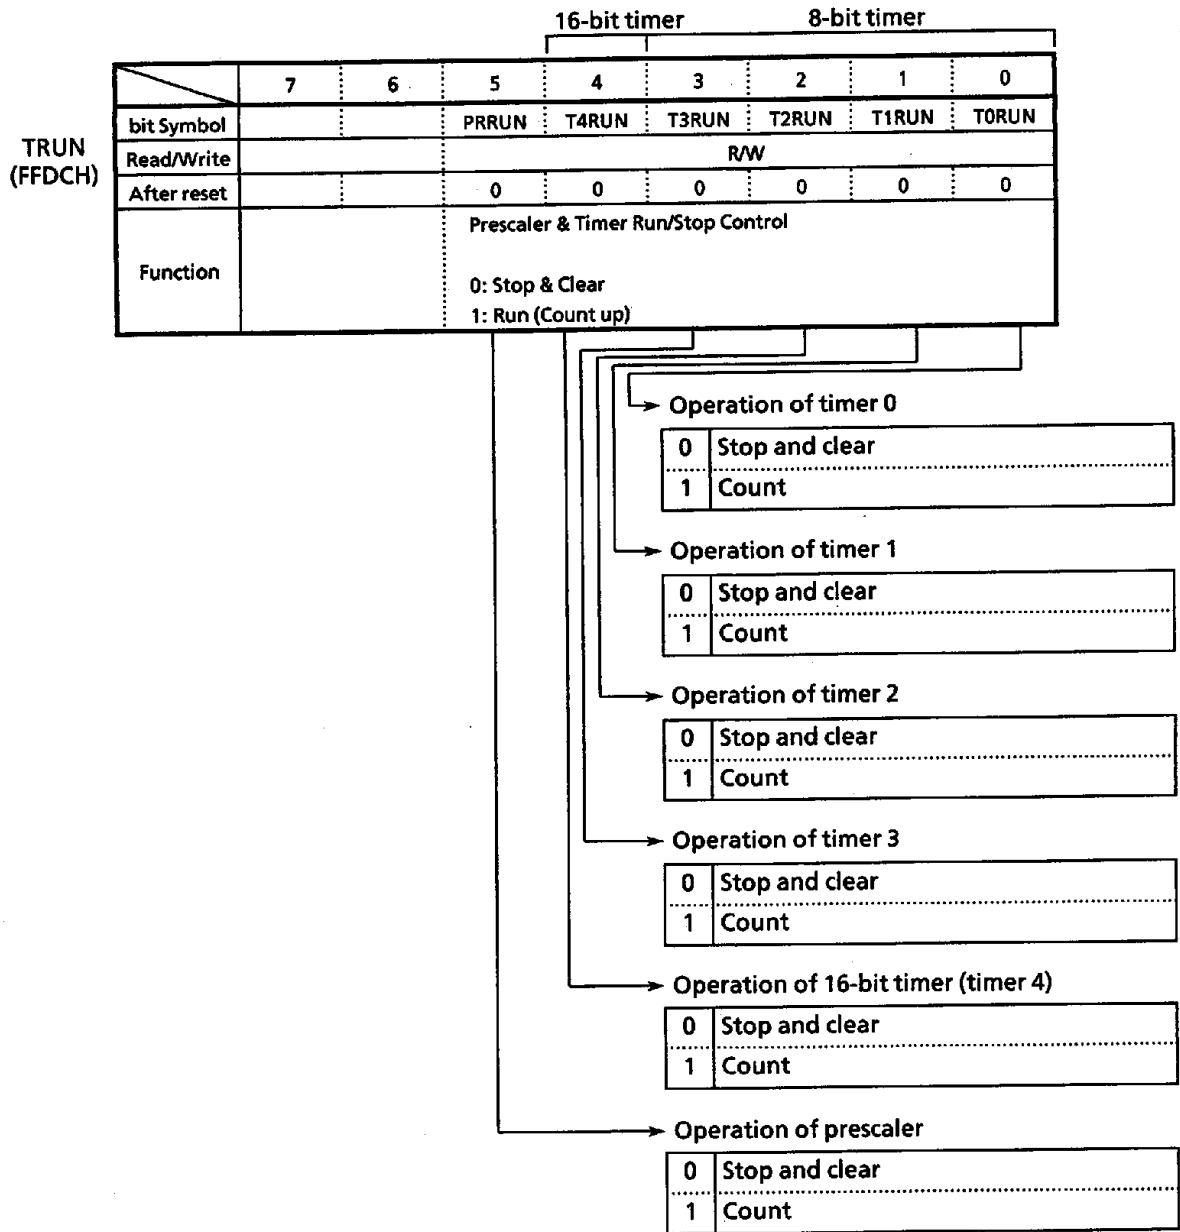 16-bit timer 8-bit timer
7 6 5 4 3 2 1 0
bit Symbol PRRUN T4RUN T3RUN T2RUN T1RUN T0RUN
TRUN
(FFDCH)
Read/Write R/W
After reset 0 0 0 0 0 0
Function
Prescaler & Timer Run/Stop Control
0: Stop & Clear
1: Run (Count up)
Operation of timer 0
0 Stop and clear
1 Count
Operation of timer 1
0 Stop and clear
1 Count
Operation of timer 2
0 Stop and clear
1 Count
Operation of timer 3
0 Stop and clear
1 Count
Operation of 16-bit timer (timer 4)
0 Stop and clear
1 Count
Operation of prescaler
0 Stop and clear
1 Count